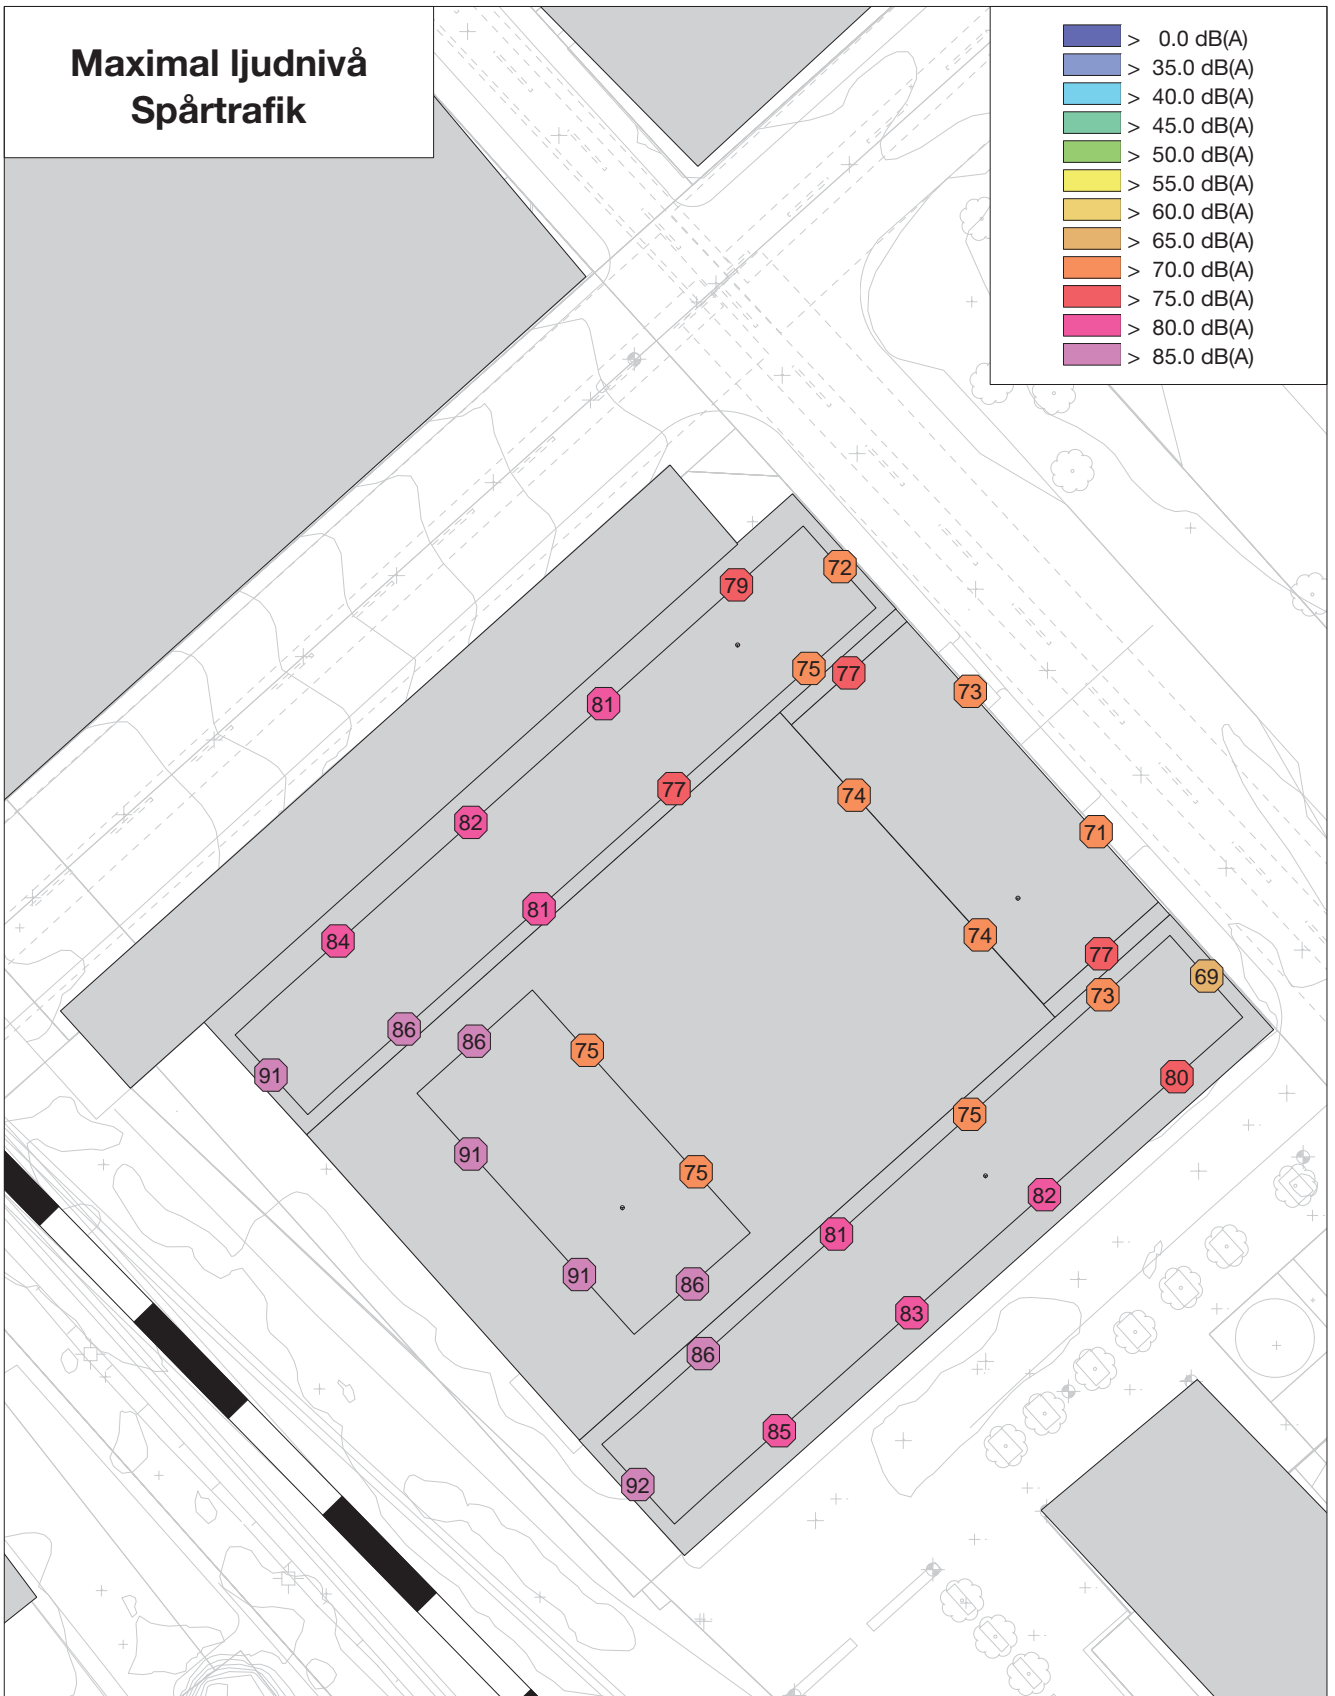 Maximal ljudnivå
Spårtrafik
> 0.0 dB(A)
> 35.0 dB(A)
> 40.0 dB(A)
> 45.0 dB(A)
> 50.0 dB(A)
> 55.0 dB(A)
> 60.0 dB(A)
> 65.0 dB(A)
> 70.0 dB(A)
> 75.0 dB(A)
> 80.0 dB(A)
> 85.0 dB(A)
72
79
75
77
73
81
77
74
82
71
81
74
84
77
73
69
86
86
75
91
80
75
91
75
82
81
91
86
83
86
85
92